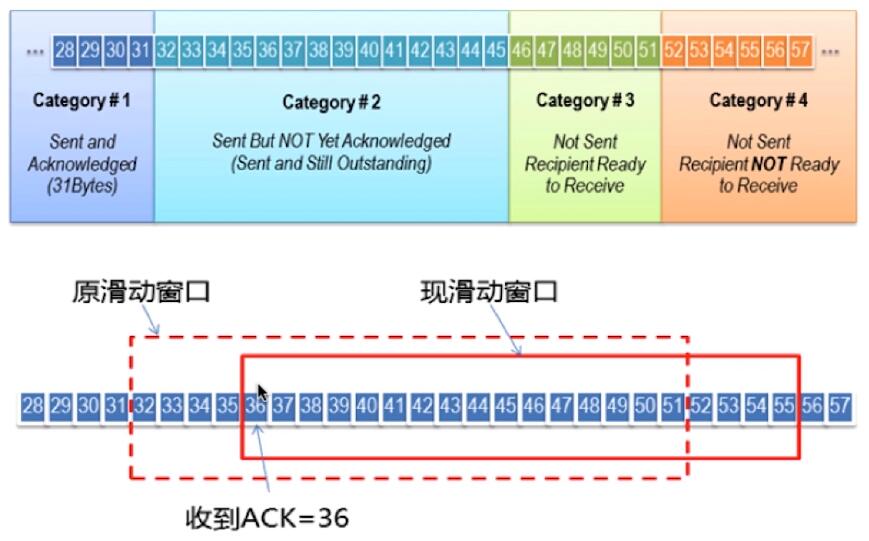 ... 28 29 30 31 32 33 34 35 36 37 38 39 40 41 42 43 44 45 46 47 48 49 50 51 52 53 54 55 56 57 ...
Category # 1
Sent and
Acknowledged
(31Bytes)
Category # 2
Sent But NOT Yet Acknowledged
(Sent and Still Outstanding)
Category # 3
Not Sent
Recipient Ready
to Receive
Category # 4
Not Sent
Recipient NOT Ready
to Receive
原滑动窗口
现滑动窗口
28 29 30 31 32 33 34 35 36 37 38 39 40 41 42 43 44 45 46 47 48 49 50 51 52 53 54 55 56 57
收到ACK=36